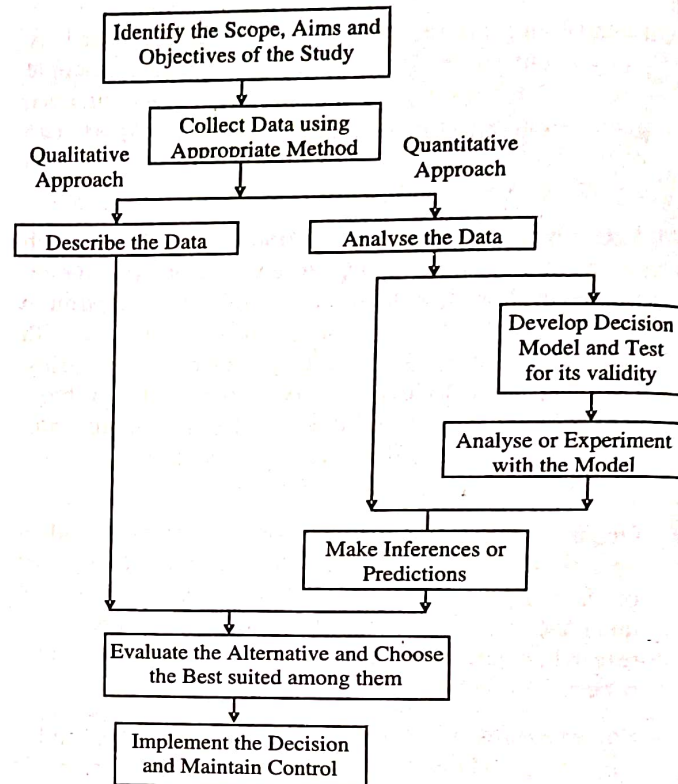 Identify the Scope, Aims and
Objectives of the Study
Collect Data using
Appropriate Method
Qualitative
Approach
Quantitative
Approach
Describe the Data
Analyse the Data
Develop Decision
Model and Test
for its validity
Analyse or Experiment
with the Model
Make Inferences or
Predictions
Evaluate the Alternative and Choose
the Best suited among them
Implement the Decision
and Maintain Control